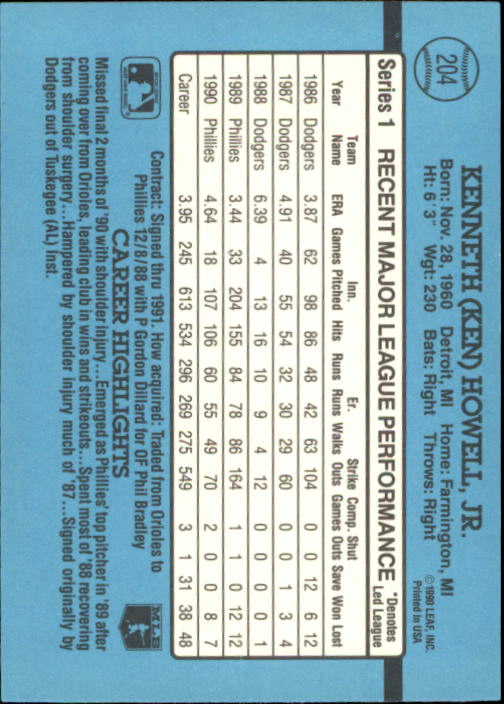 204
KENNETH (KEN) HOWELL, JR.
©1990 LEAF, INC.
Printed in USA
Born: Nov. 28, 1960 Detroit, MI Home: Farmington, MI
Ht: 6' 3" Wgt: 230 Bats: Right Throws: Right
Series 1 RECENT MAJOR LEAGUE PERFORMANCE *Denotes Led League
Year Team Name ERA Games Inn. Pitched Hits Runs Er. Runs Walks Strike Outs Comp. Games Shut Outs Save Won Lost
1986 Dodgers 3.87 62 98 86 48 42 63 104 0 0 12 6 12
1987 Dodgers 4.91 40 55 54 32 30 29 60 0 0 1 3 4
1988 Dodgers 6.39 4 13 16 10 9 4 12 0 0 0 0 1
1989 Phillies 3.44 33 204 155 84 78 86 164 1 1 0 12 12
1990 Phillies 4.64 18 107 106 60 55 49 70 2 0 0 8 7
Career 3.95 245 613 534 296 269 275 549 3 1 31 38 48
Contract: Signed thru 1991. How acquired: Traded from Orioles to
Phillies 12/8/88 with P Gordon Dillard for OF Phil Bradley
CAREER HIGHLIGHTS
MLB
Missed final 2 months of '90 with shoulder injury...Emerged as Phillies' top pitcher in '89 after
coming over from Orioles, leading club in wins and strikeouts...Spent most of '88 recovering
from shoulder surgery...Hampered by shoulder injury much of '87...Signed originally by
Dodgers out of Tuskegee (AL) Inst.